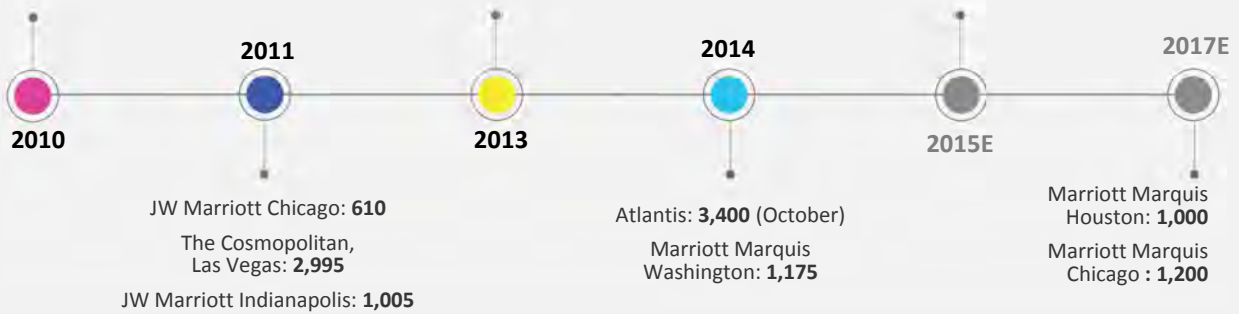 2011
2014
2017E
2010
2013
2015E
JW Marriott Chicago: 610
The Cosmopolitan,
Las Vegas: 2,995
JW Marriott Indianapolis: 1,005
Atlantis: 3,400 (October)
Marriott Marquis
Washington: 1,175
Marriott Marquis
Houston: 1,000
Marriott Marquis
Chicago : 1,200